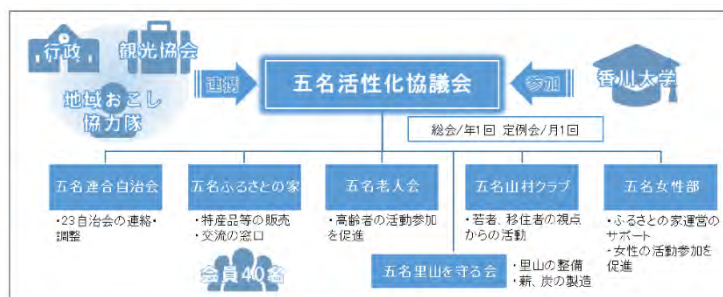 行政
観光協会
地域おこし
協力隊
連携
五名活性化協議会
参加
香川大学
総会/年1回 定例会/月1回
五名連合自治会
・23自治会の連絡・
調整
五名ふるさとの家
・特産品等の販売
・交流の窓口
五名老人会
・高齢者の活動参加
を促進
五名山村クラブ
・若者、移住者の視点
からの活動
五名女性部
・ふるさとの家運営の
サポート
・女性の活動参加を
促進
会員40名
五名里山を守る会
・里山の整備
・薪、炭の製造